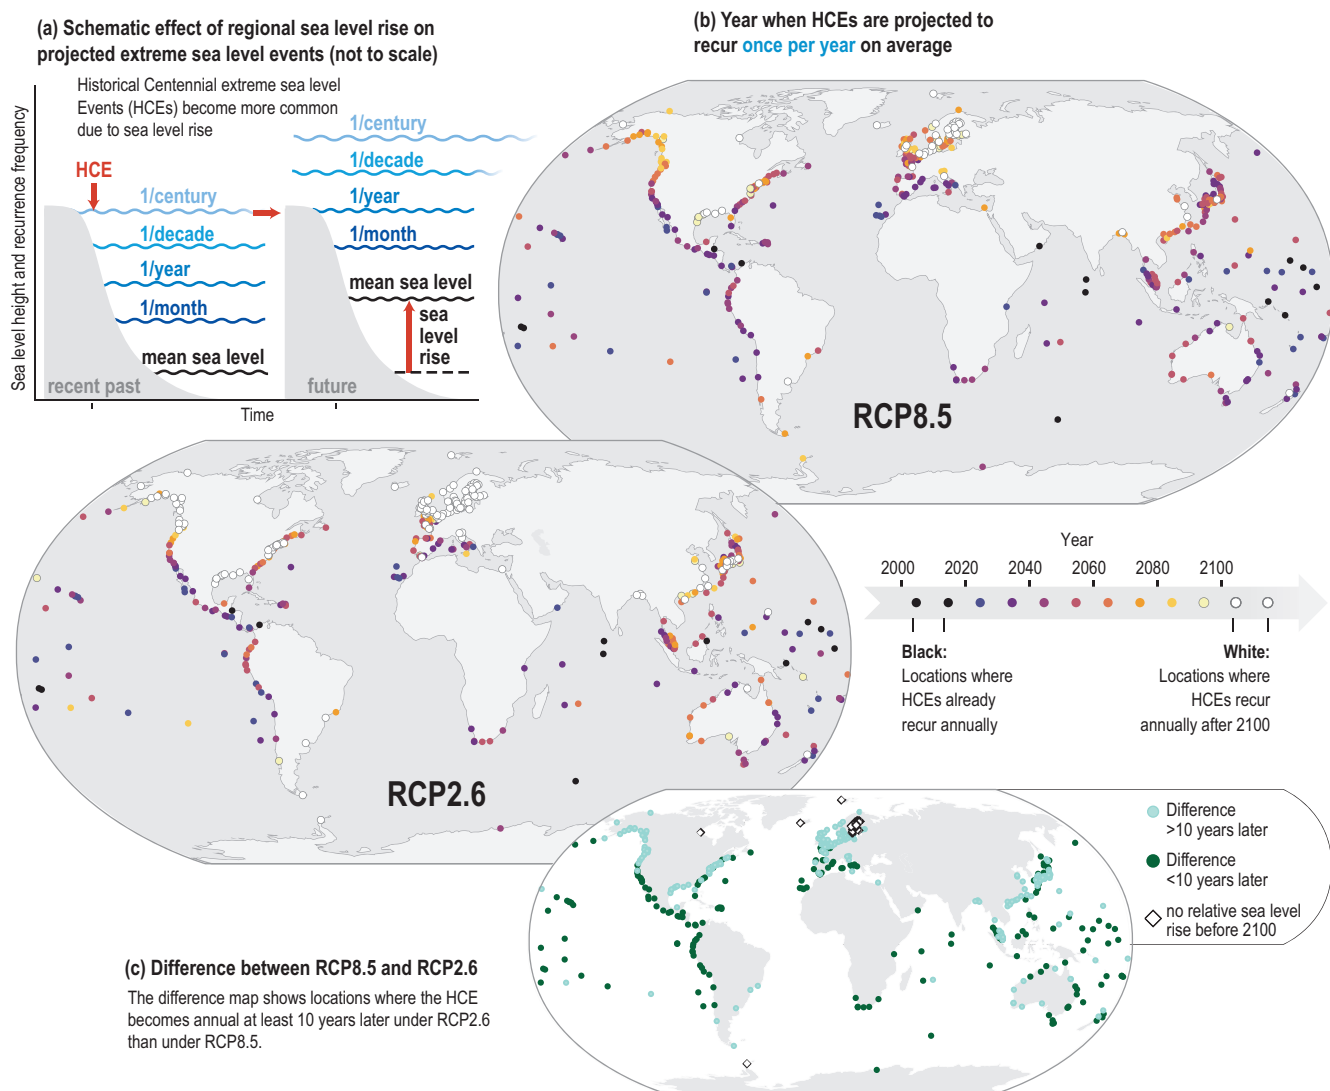 (a) Schematic effect of regional sea level rise on
projected extreme sea level events (not to scale)
Historical Centennial extreme sea level
Events (HCEs) become more common
due to sea level rise
Sea level height and recurrence frequency
HCE
1/century
1/decade
1/year
1/month
mean sea level
recent past
1/century
1/decade
1/year
1/month
mean sea level
sea
level
rise
future
Time
(b) Year when HCEs are projected to
recur once per year on average
RCP8.5
RCP2.6
Year
2000 2020 2040 2060 2080 2100
Black:
Locations where
HCEs already
recur annually
White:
Locations where
HCEs recur
annually after 2100
(c) Difference between RCP8.5 and RCP2.6
The difference map shows locations where the HCE
becomes annual at least 10 years later under RCP2.6
than under RCP8.5.
Difference
>10 years later
Difference
<10 years later
no relative sea level
rise before 2100